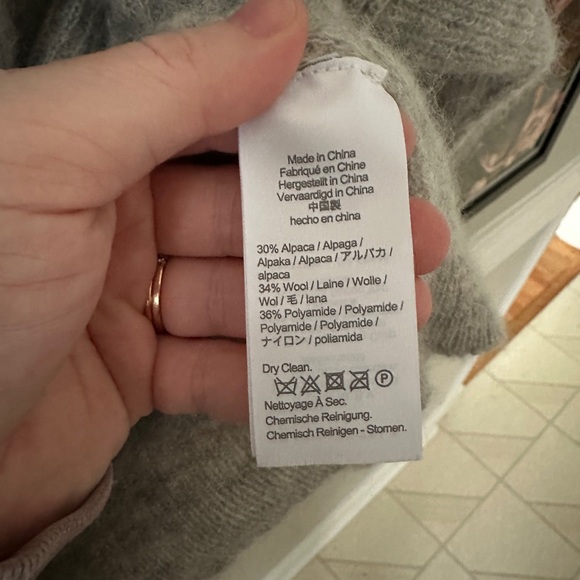 Made in China
Fabriqué en Chine
Hergestellt in China
Vervaardigd in China
中国製
hecho en china
30% Alpaca / Alpaga /
Alpaka / Alpaca / アルパカ /
alpaca
34% Wool / Laine / Wolle /
Wol / 毛 / lana
36% Polyamide / Polyamide /
Polyamide / Polyamide /
ナイロン / poliamida
Dry Clean.
P
Nettoyage À Sec.
Chemische Reinigung.
Chemisch Reinigen - Stomen.